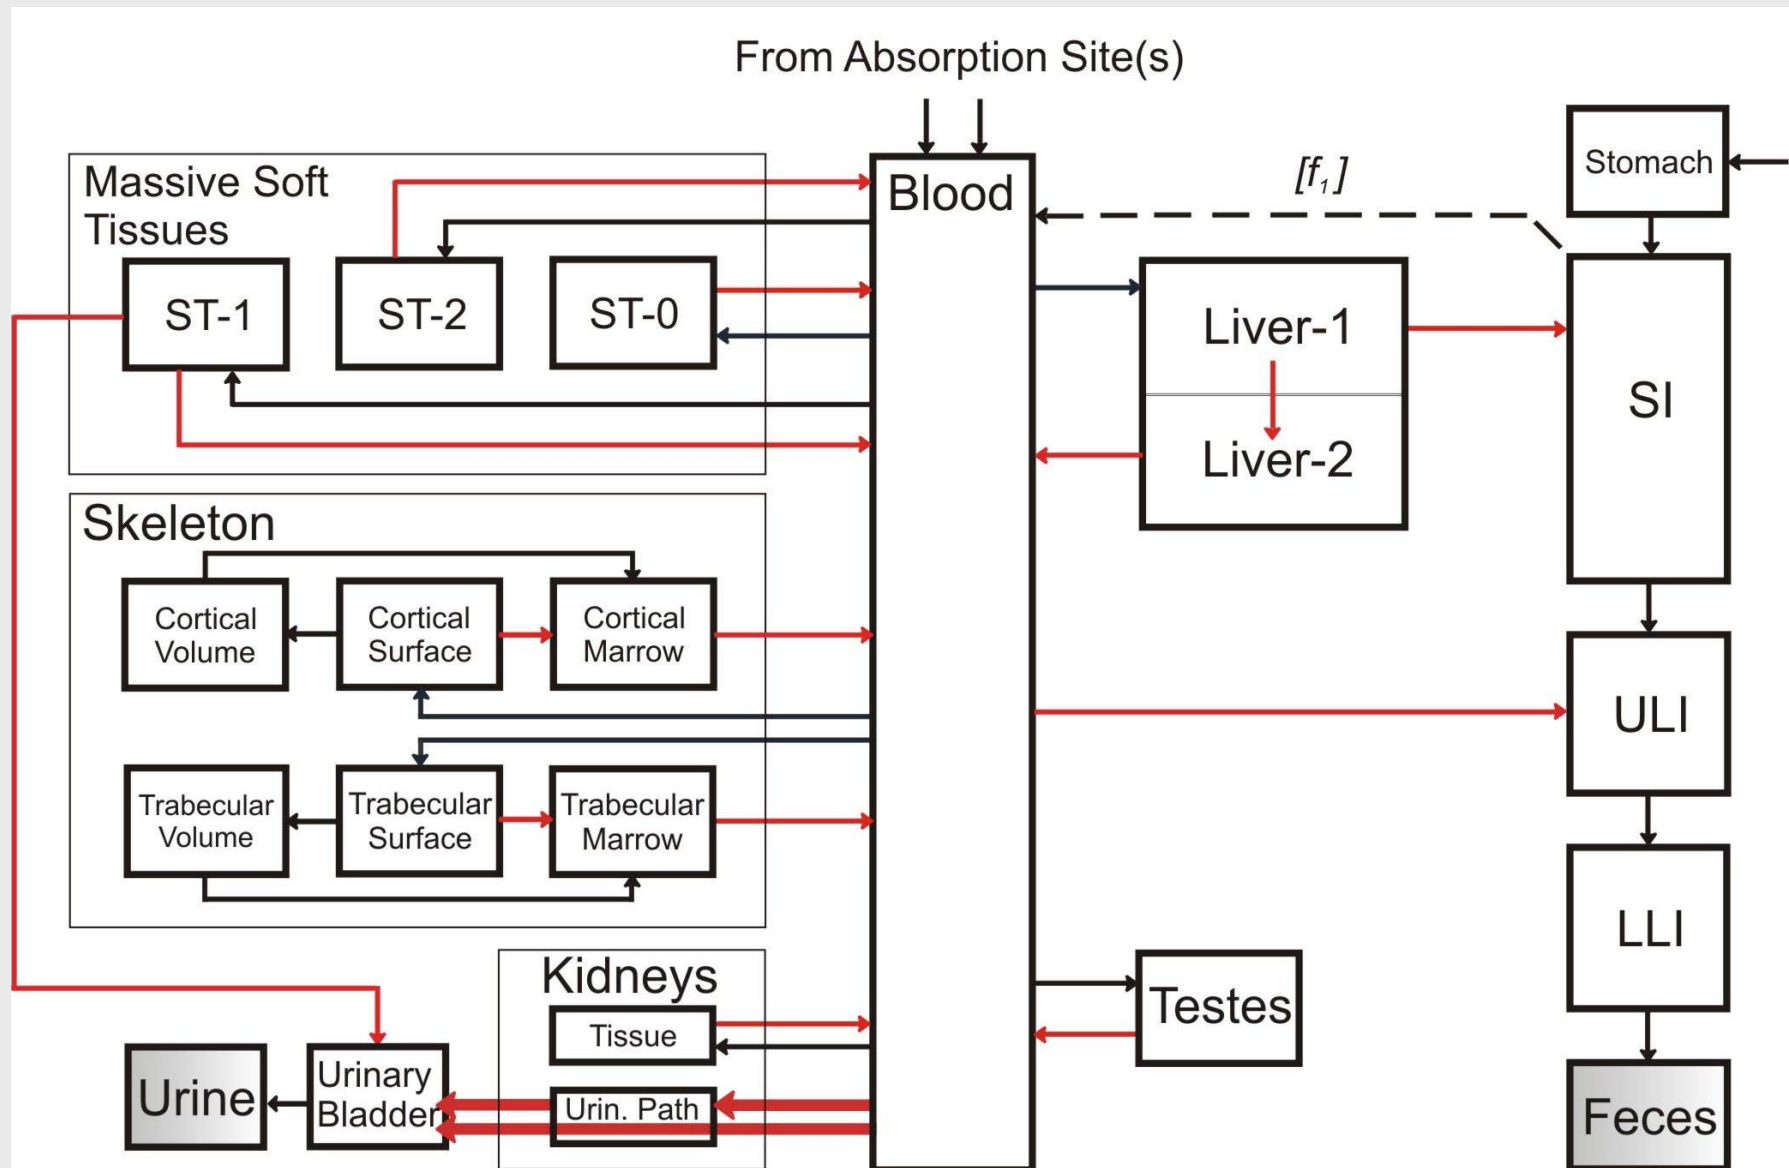 From Absorption Site(s)
Massive Soft
Tissues
ST-1
ST-2
ST-0
Blood
[f1]
Stomach
Liver-1
Liver-2
SI
Skeleton
Cortical
Volume
Cortical
Surface
Cortical
Marrow
Trabecular
Volume
Trabecular
Surface
Trabecular
Marrow
ULI
LLI
Kidneys
Tissue
Urin. Path
Urinary
Bladder
Urine
Testes
Feces